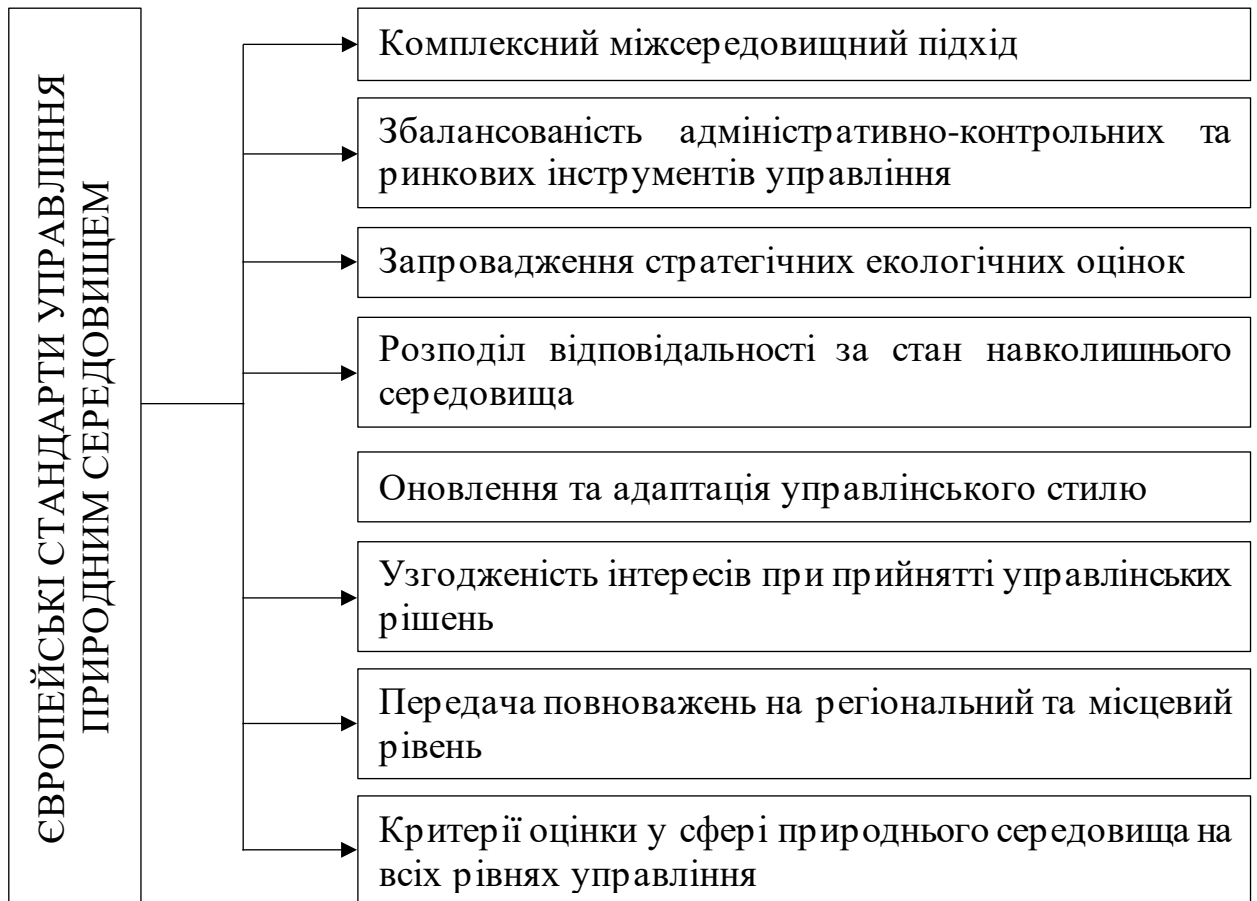 ЄВРОПЕЙСЬКІ СТАНДАРТИ УПРАВЛІННЯ
ПРИРОДНИМ СЕРЕДОВИЩЕМ
Комплексний міжсередовищний підхід
Збалансованість адміністративно-контрольних та
ринкових інструментів управління
Запровадження стратегічних екологічних оцінок
Розподіл відповідальності за стан навколишнього
середовища
Оновлення та адаптація управлінського стилю
Узгодженість інтересів при прийнятті управлінських
рішень
Передача повноважень на регіональний та місцевий
рівень
Критерії оцінки у сфері природнього середовища на
всіх рівнях управління